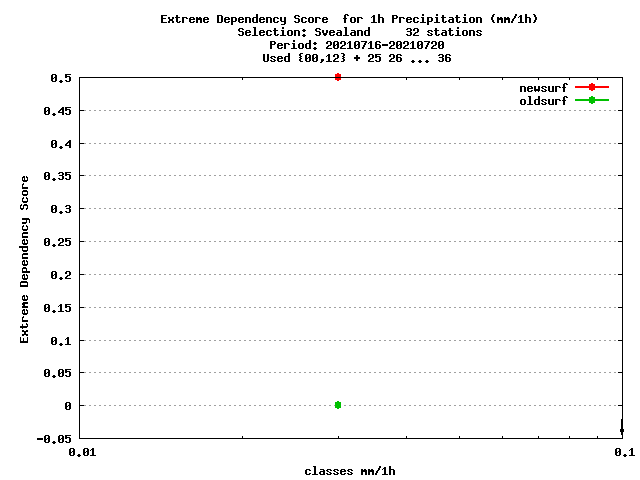 Extreme Dependency Score  for 1h Precipitation (mm/1h)
Selection: Svealand     32 stations
Period: 20210716-20210720
Used {00,12} + 25 26 ... 36
newsurf
oldsurf
0.5
0.45
0.4
0.35
0.3
0.25
0.2
0.15
0.1
0.05
0
-0.05
Extreme Dependency Score
0.01
0.1
classes mm/1h